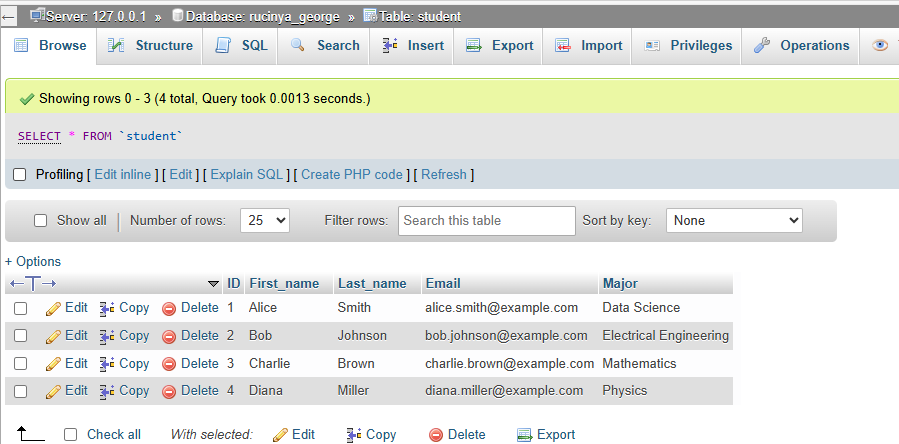 Server: 127.0.0.1 » Database: rucinya_george » Table: student
Browse Structure SQL Search Insert Export Import Privileges Operations
Showing rows 0 - 3 (4 total, Query took 0.0013 seconds.)
SELECT * FROM `student`
Profiling [ Edit inline ] [ Edit ] [ Explain SQL ] [ Create PHP code ] [ Refresh ]
Show all | Number of rows: 25 Filter rows: Search this table Sort by key: None
+ Options
←T→ ID First_name Last_name Email Major
Edit Copy Delete 1 Alice Smith alice.smith@example.com Data Science
Edit Copy Delete 2 Bob Johnson bob.johnson@example.com Electrical Engineering
Edit Copy Delete 3 Charlie Brown charlie.brown@example.com Mathematics
Edit Copy Delete 4 Diana Miller diana.miller@example.com Physics
Check all With selected: Edit Copy Delete Export